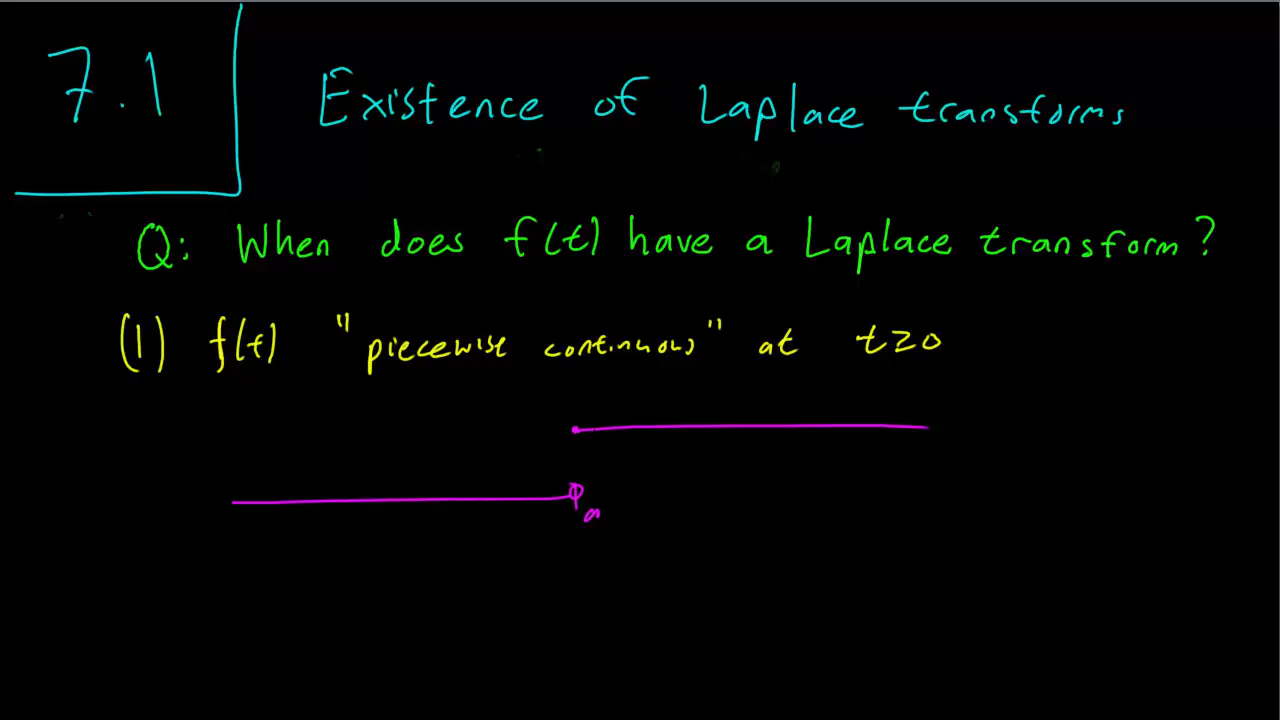 7.1
Existence of Laplace transforms
Q: When does f(t) have a Laplace transform?
(1) f(t) "piecewise continuous" at t≥0
a